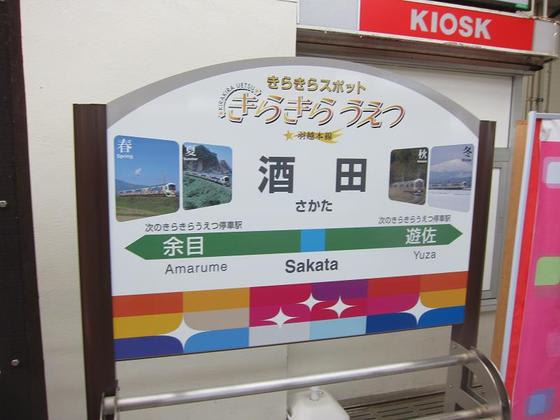 KIOSK
きらきらスポット
KIRAKIRA UETSU
きらきらうえつ
羽越本線
春
Spring
夏
Summer
酒田
さかた
秋
冬
次のきらきらうえつ停車駅
次のきらきらうえつ停車駅
余目
遊佐
Amarume
Sakata
Yuza